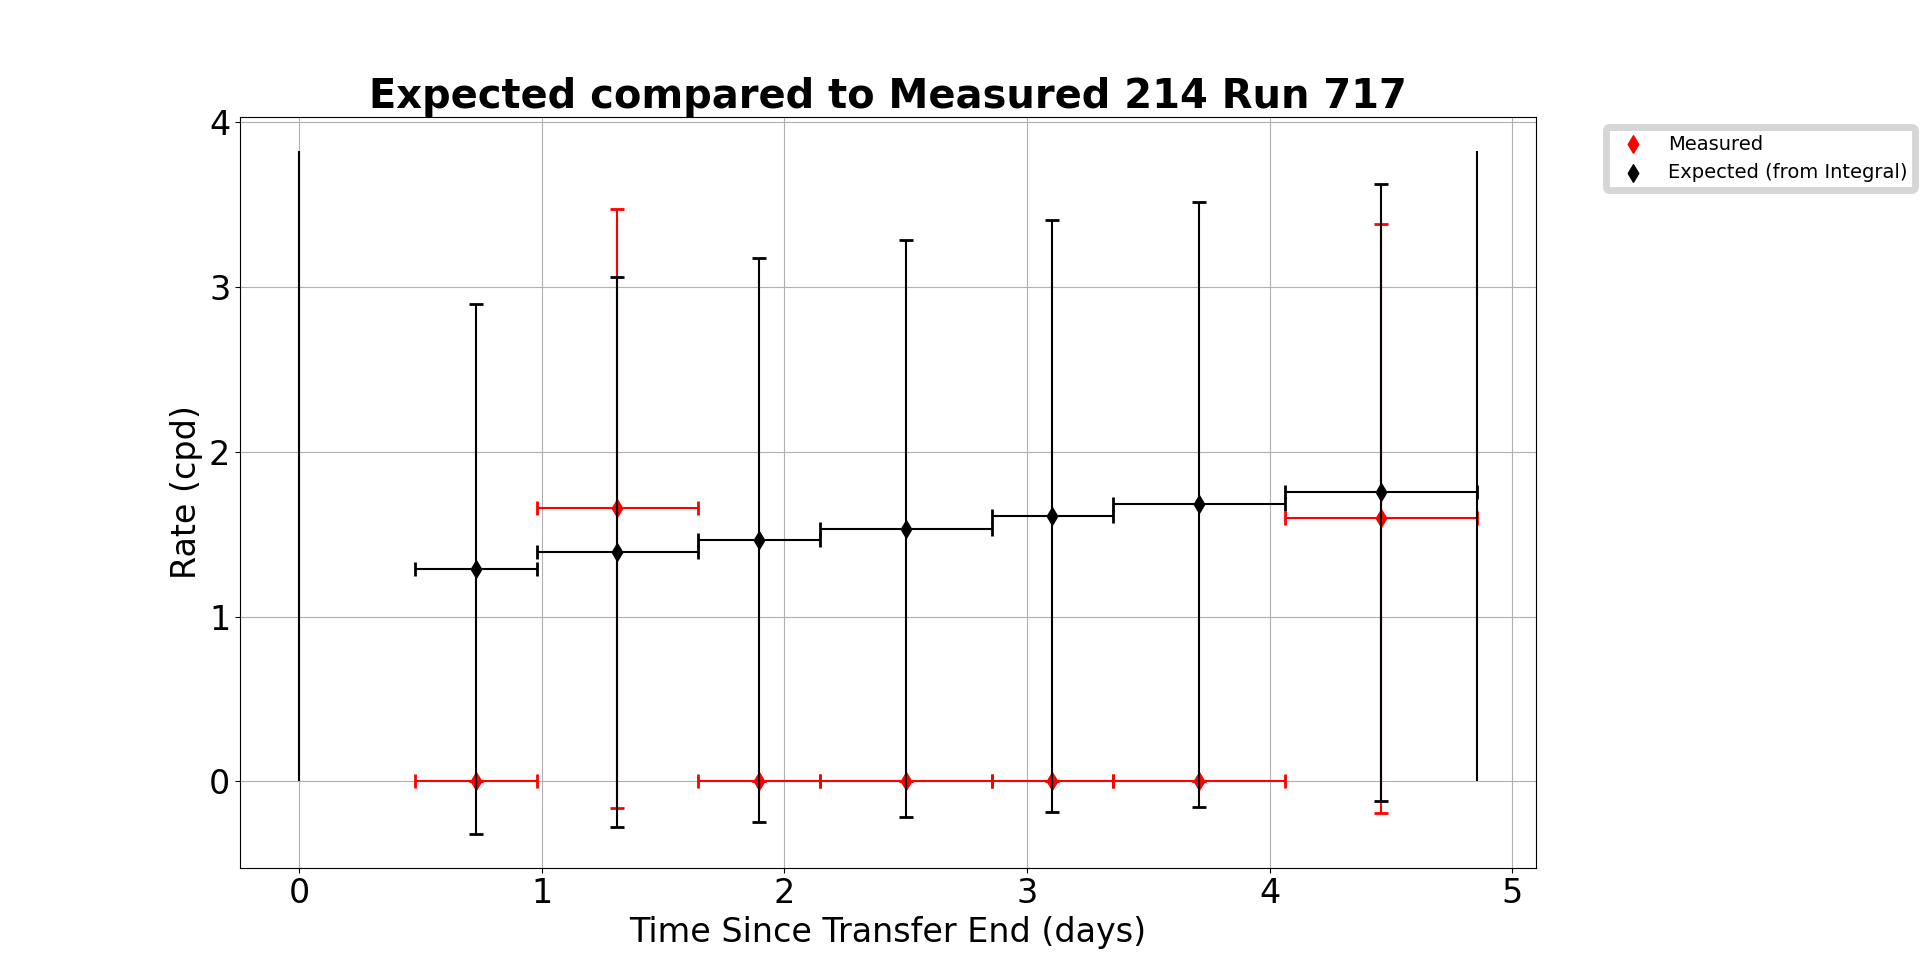 Expected compared to Measured 214 Run 717
Measured
Expected (from Integral)
4
3
2
1
0
Rate (cpd)
0 1 2 3 4 5
Time Since Transfer End (days)